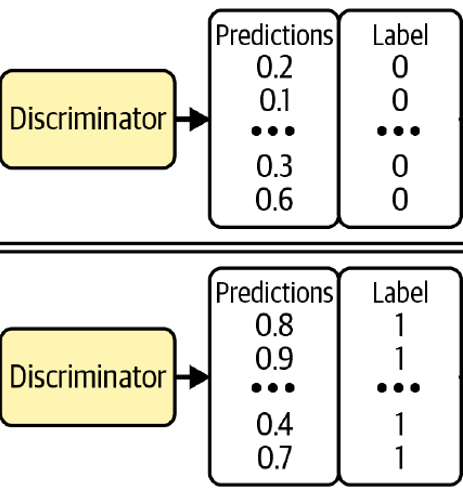 Predictions Label
0.2 0
0.1 0
Discriminator
••• •••
0.3 0
0.6 0
Predictions Label
0.8 1
0.9 1
Discriminator
••• •••
0.4 1
0.7 1